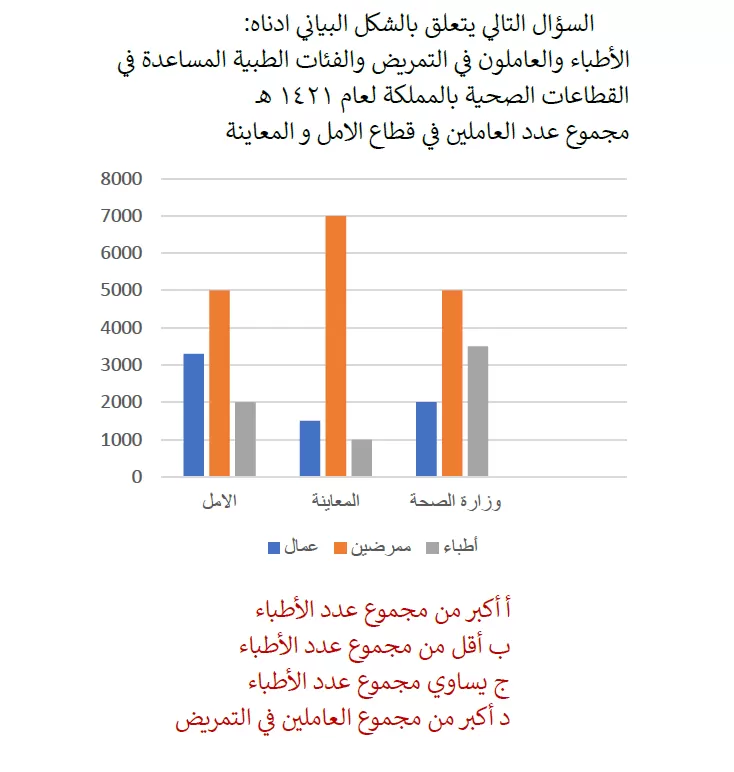 السؤال التالي يتعلق بالشكل البياني ادناه:
الأطباء والعاملون في التمريض والفئات الطبية المساعدة في
القطاعات الصحية بالمملكة لعام ١٤٢١ هـ
مجموع عدد العاملين في قطاع الامل و المعاينة
8000
7000
6000
5000
4000
3000
2000
1000
0
الامل
المعاينة
وزارة الصحة
عمال
ممرضين
أطباء
أ أكبر من مجموع عدد الأطباء
ب أقل من مجموع عدد الأطباء
ج يساوي مجموع عدد الأطباء
د أكبر من مجموع العاملين في التمريض